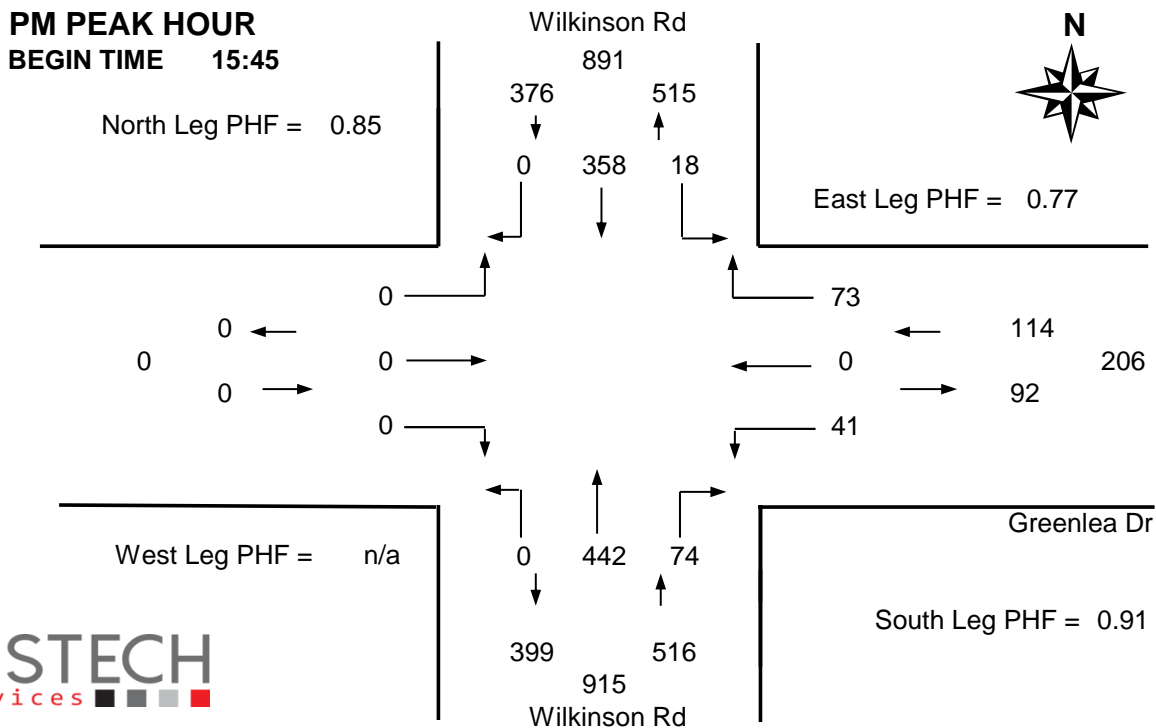 PM PEAK HOUR
BEGIN TIME 15:45
Wilkinson Rd
891
N
376 515
North Leg PHF = 0.85
0 358 18
East Leg PHF = 0.77
0 73
0 114
0 0 0 206
0 92
0 41
Greenlea Dr
West Leg PHF = n/a
0 442 74
South Leg PHF = 0.91
399 516
915
Wilkinson Rd
STECH
vices